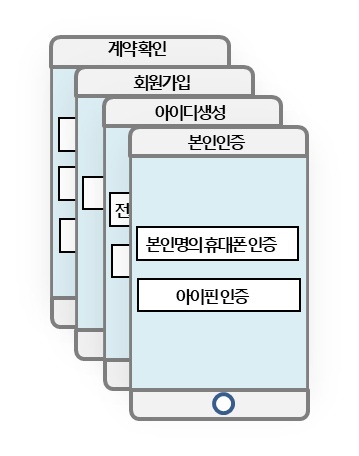 계약확인
회원가입
아이디생성
본인인증
전
본인명의 휴대폰 인증
아이핀 인증